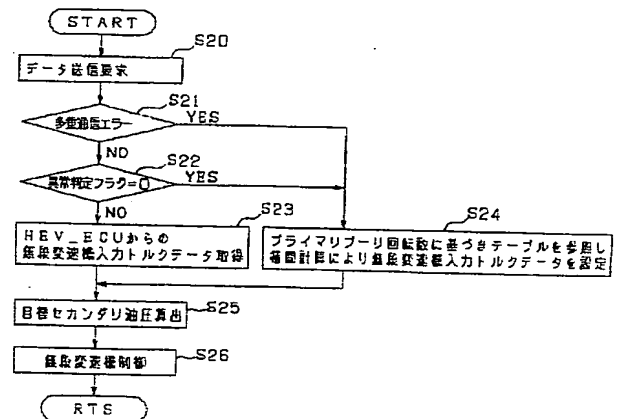 START
S20
データ送信要求
S21
多重通信エラー
YES
NO
S22
異常判定フラグ=0
YES
NO
S23
HEV_ECUからの
無段変速機入力トルクデータ取得
S24
プライマリプーリ回転数に基づきテーブルを参照し
補間計算により無段変速機入力トルクデータを設定
S25
目標セカンダリ油圧算出
S26
無段変速機制御
RTS